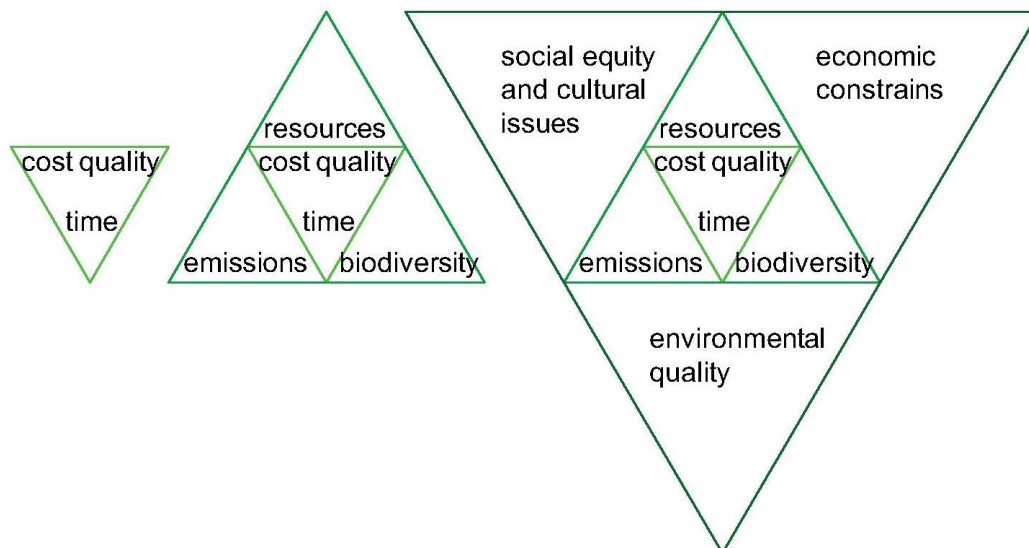 cost quality
time
resources
cost quality
time
emissions biodiversity
social equity
and cultural
issues
economic
constrains
resources
cost quality
time
emissions biodiversity
environmental
quality